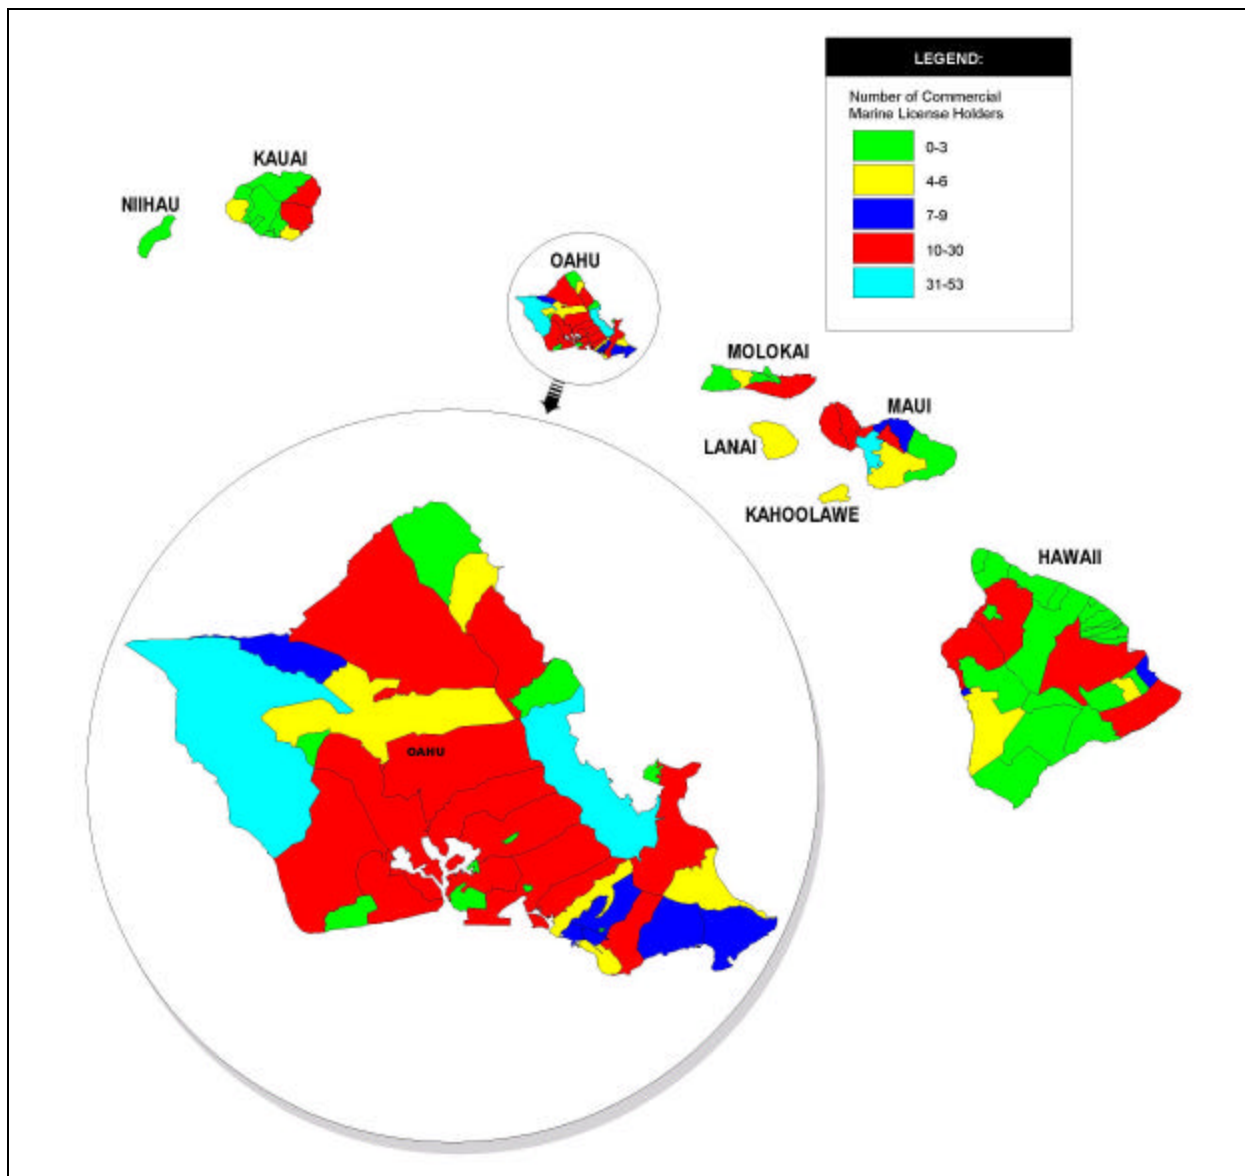 LEGEND:
Number of Commercial
Marine License Holders
0-3
4-6
7-9
10-30
31-53
KAUAI
NIIHAU
OAHU
MOLOKAI
MAUI
LANAI
KAHOOLAWE
HAWAII
OAHU